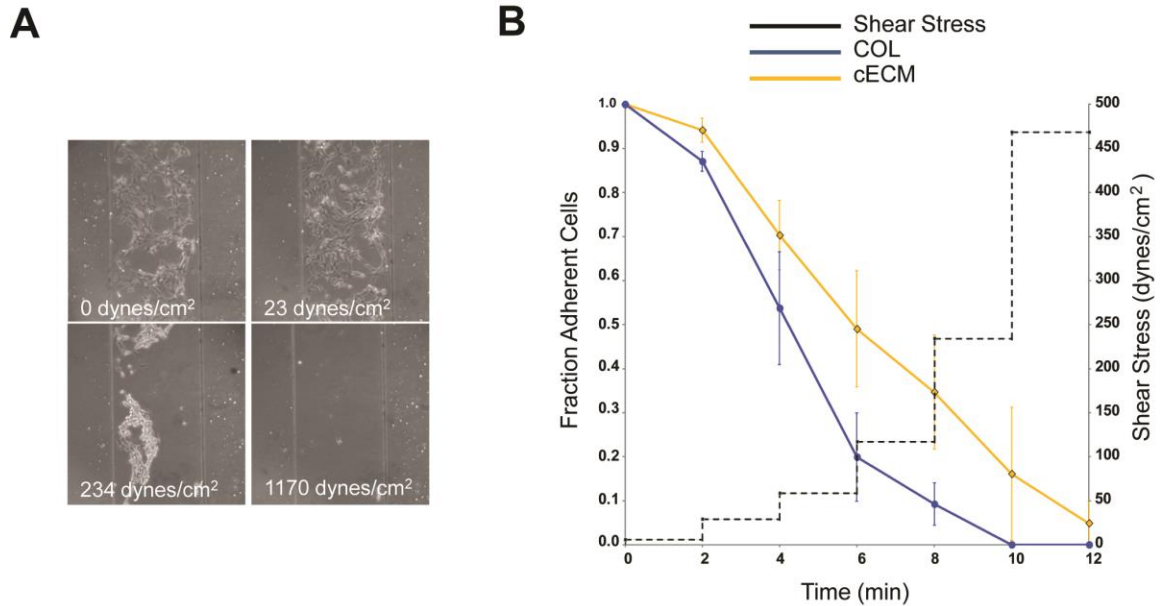 A
0 dynes/cm²
23 dynes/cm²
234 dynes/cm²
1170 dynes/cm²
B
Shear Stress
COL
cECM
Fraction Adherent Cells
1.0
0.9
0.8
0.7
0.6
0.5
0.4
0.3
0.2
0.1
0.0
0
2
4
6
8
10
12
Time (min)
500
450
400
350
300
250
200
150
100
50
0
Shear Stress (dynes/cm²)